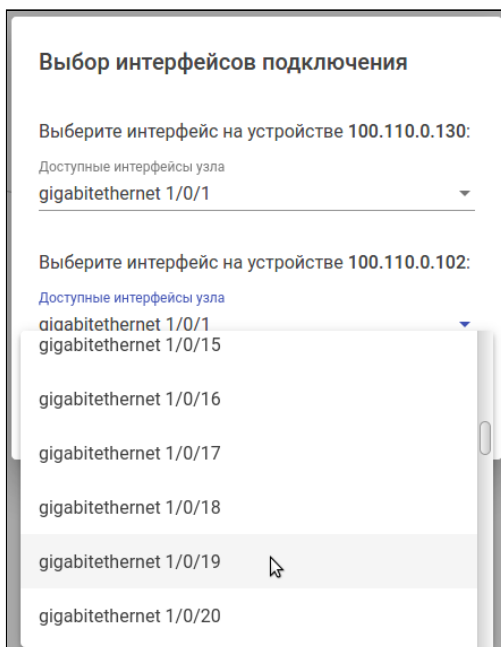 Выбор интерфейсов подключения
Выберите интерфейс на устройстве 100.110.0.130:
Доступные интерфейсы узла
gigabitethernet 1/0/1
Выберите интерфейс на устройстве 100.110.0.102:
Доступные интерфейсы узла
gigabitethernet 1/0/1
gigabitethernet 1/0/15
gigabitethernet 1/0/16
gigabitethernet 1/0/17
gigabitethernet 1/0/18
gigabitethernet 1/0/19
gigabitethernet 1/0/20